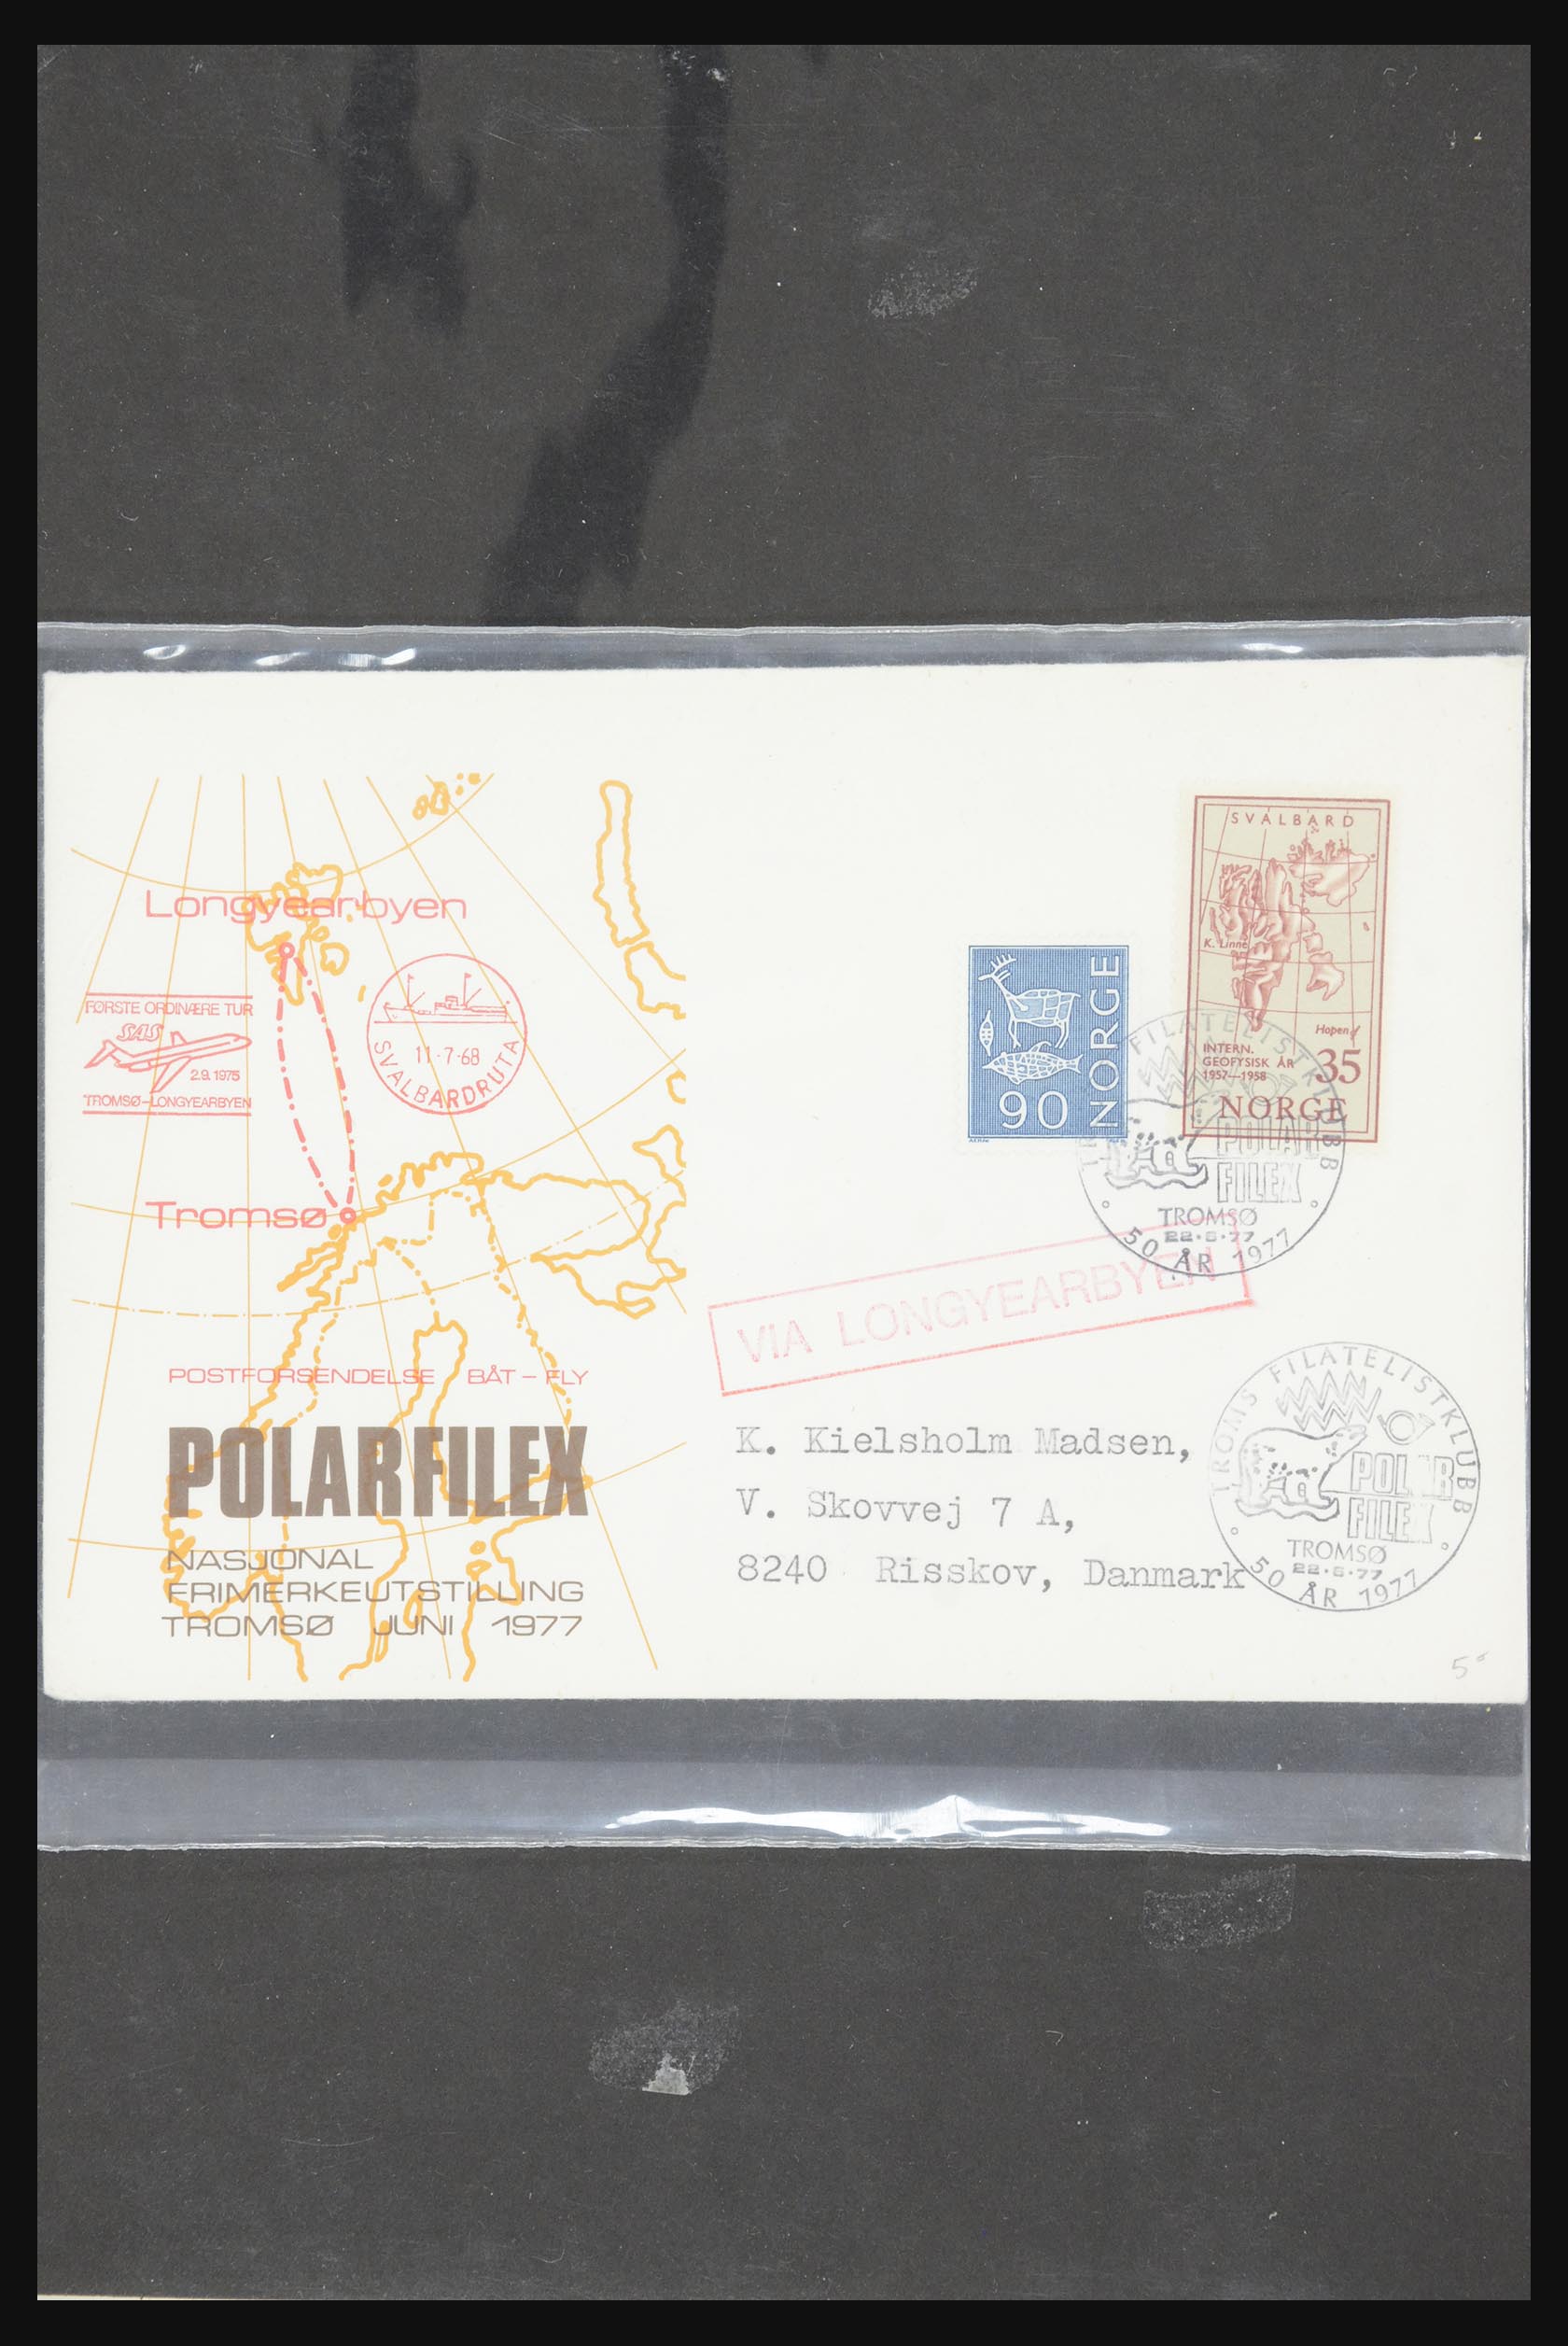 Longyearbyen
FØRSTE ORDINÆRE TUR
SAS
2.9.1975
TROMSØ-LONGYEARBYEN
11-7-68
SVALBARDRUTA
Tromsø
POSTFORSENDELSE BÅT - FLY
POLARFILEX
NASJONAL
FRIMERKEUTSTILLING
TROMSØ JUNI 1977
NORGE
90
SVALBARD
K. Linné
Hopen
INTERN.
GEOFYSISK ÅR
1957-1958
35
NORGE
FILATELISTKLUBB
POLAR
FILEX
TROMSØ
22·6·77
50 ÅR 1977
VIA LONGYEARBYEN
K. Kielsholm Madsen,
V. Skovvej 7 A,
8240 Risskov, Danmark
TROMS FILATELISTKLUBB
POLAR
FILEX
TROMSØ
22·6·77
50 ÅR 1977